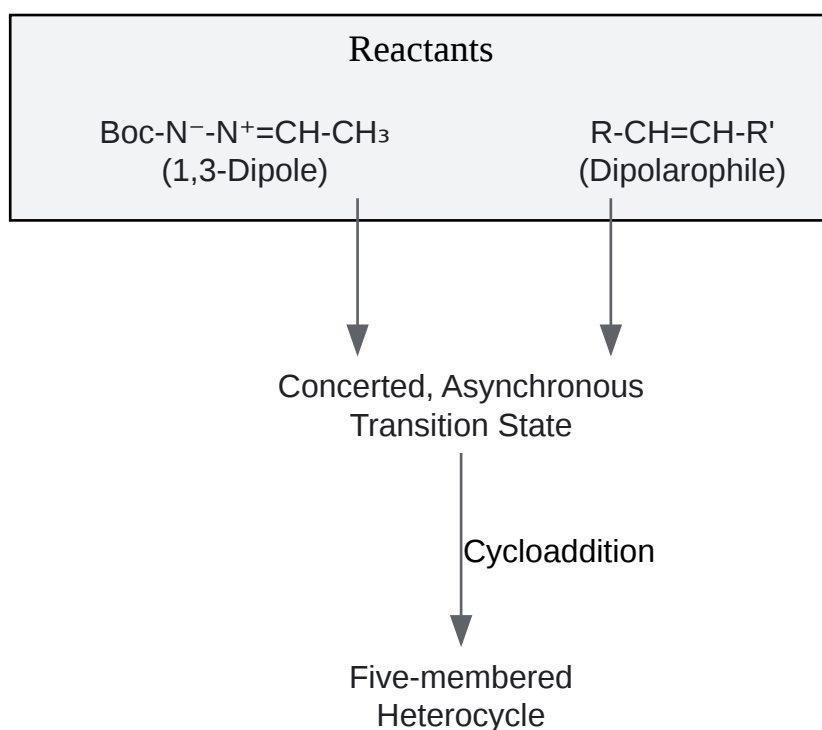 Reactants
Boc-N⁻-N⁺=CH-CH₃
(1,3-Dipole)
R-CH=CH-R'
(Dipolarophile)
Concerted, Asynchronous
Transition State
Cycloaddition
Five-membered
Heterocycle